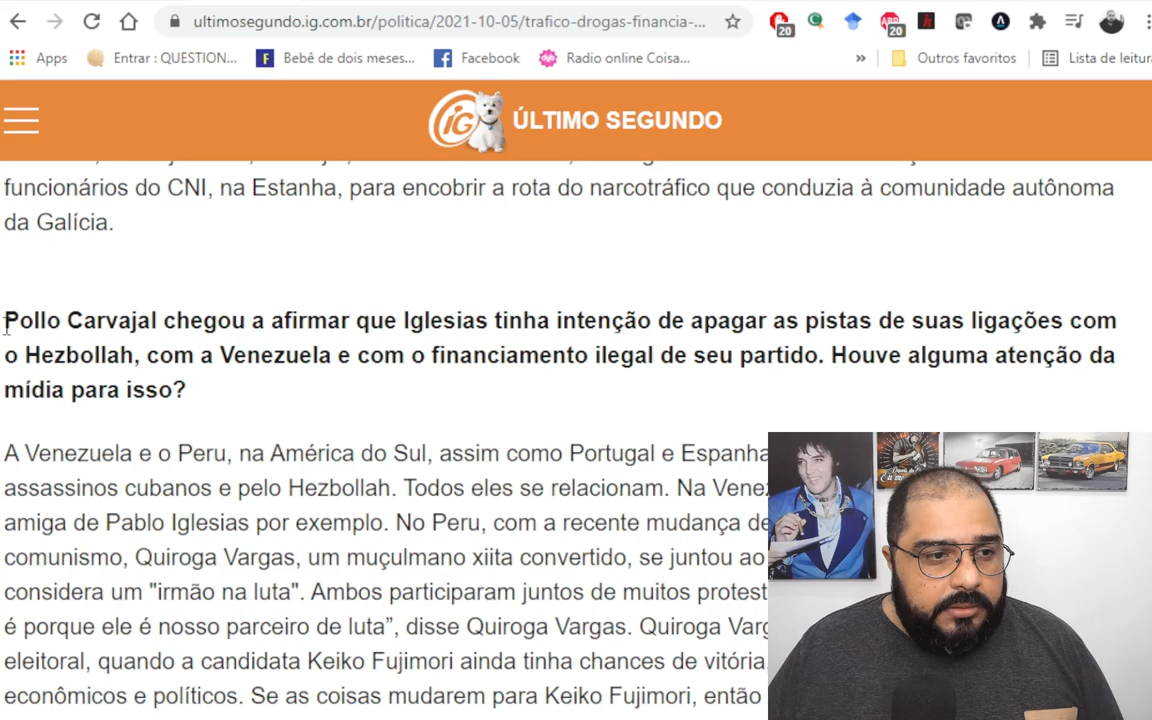 ultimosegundo.ig.com.br/politica/2021-10-05/trafico-drogas-financia-...
20
20
Apps
Entrar : QUESTION...
Bebê de dois meses...
Facebook
Radio online Coisa...
»
Outros favoritos
Lista de leitura
iG
ÚLTIMO SEGUNDO
funcionários do CNI, na Estanha, para encobrir a rota do narcotráfico que conduzia à comunidade autônoma
da Galícia.
Pollo Carvajal chegou a afirmar que Iglesias tinha intenção de apagar as pistas de suas ligações com
o Hezbollah, com a Venezuela e com o financiamento ilegal de seu partido. Houve alguma atenção da
mídia para isso?
A Venezuela e o Peru, na América do Sul, assim como Portugal e Espanha
assassinos cubanos e pelo Hezbollah. Todos eles se relacionam. Na Vene
amiga de Pablo Iglesias por exemplo. No Peru, com a recente mudança de
comunismo, Quiroga Vargas, um muçulmano xiita convertido, se juntou ao
considera um "irmão na luta". Ambos participaram juntos de muitos protest
é porque ele é nosso parceiro de luta”, disse Quiroga Vargas. Quiroga Varg
eleitoral, quando a candidata Keiko Fujimori ainda tinha chances de vitória,
econômicos e políticos. Se as coisas mudarem para Keiko Fujimori, então